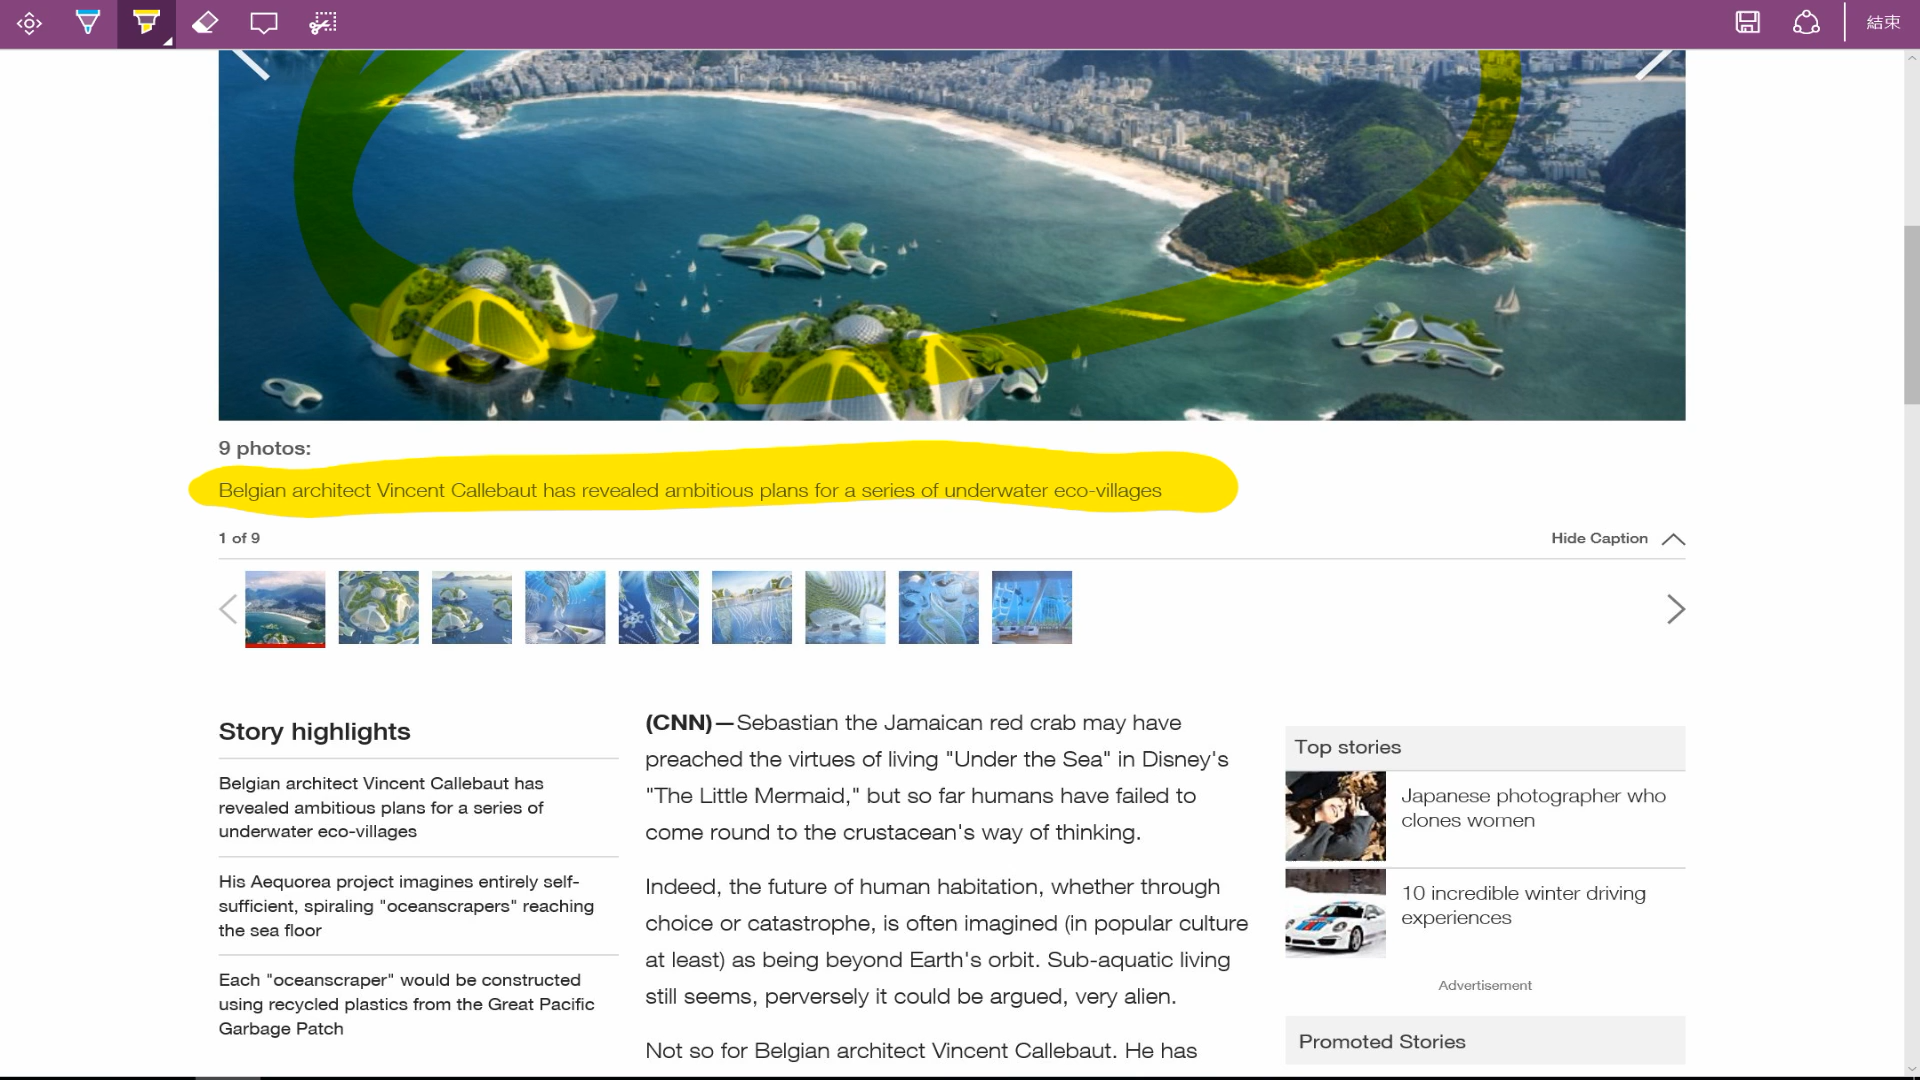 結束
9 photos:
Belgian architect Vincent Callebaut has revealed ambitious plans for a series of underwater eco-villages
1 of 9
Hide Caption
Story highlights
Belgian architect Vincent Callebaut has
revealed ambitious plans for a series of
underwater eco-villages
His Aequorea project imagines entirely self-
sufficient, spiraling "oceanscrapers" reaching
the sea floor
Each "oceanscraper" would be constructed
using recycled plastics from the Great Pacific
Garbage Patch
(CNN) — Sebastian the Jamaican red crab may have
preached the virtues of living "Under the Sea" in Disney's
"The Little Mermaid," but so far humans have failed to
come round to the crustacean's way of thinking.
Indeed, the future of human habitation, whether through
choice or catastrophe, is often imagined (in popular culture
at least) as being beyond Earth's orbit. Sub-aquatic living
still seems, perversely it could be argued, very alien.
Not so for Belgian architect Vincent Callebaut. He has
Top stories
Japanese photographer who
clones women
10 incredible winter driving
experiences
Advertisement
Promoted Stories